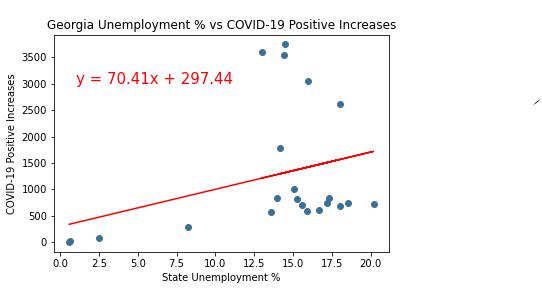 Georgia Unemployment % vs COVID-19 Positive Increases
y = 70.41x + 297.44
COVID-19 Positive Increases
3500
3000
2500
2000
1500
1000
500
0
0.0 2.5 5.0 7.5 10.0 12.5 15.0 17.5 20.0
State Unemployment %